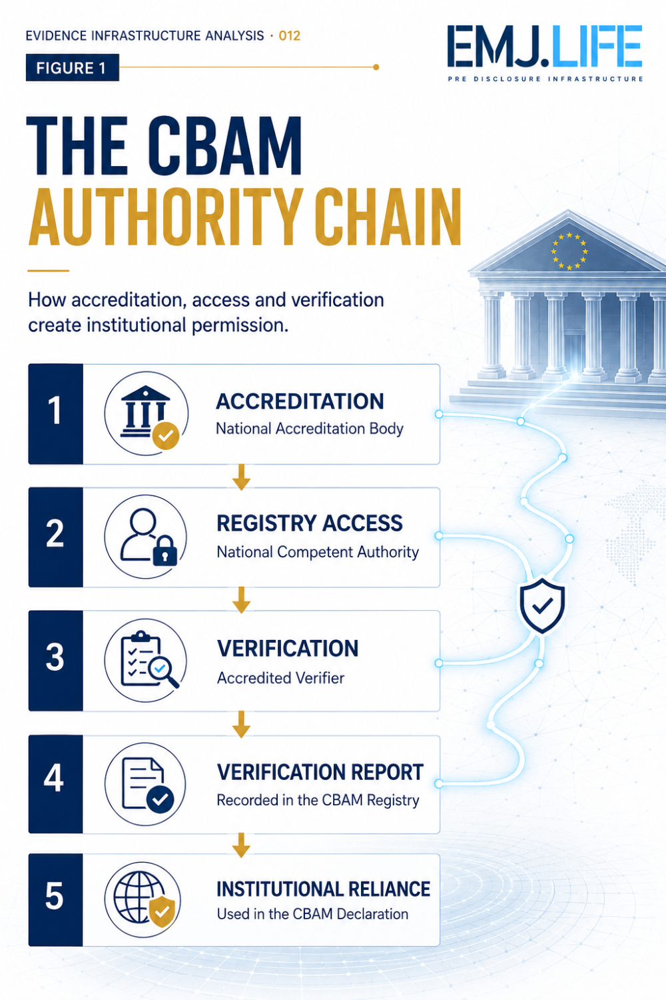 EVIDENCE INFRASTRUCTURE ANALYSIS · 012
FIGURE 1
EMJ.LIFE
PRE DISCLOSURE INFRASTRUCTURE
THE CBAM
AUTHORITY CHAIN
How accreditation, access and verification
create institutional permission.
1
ACCREDITATION
National Accreditation Body
2
REGISTRY ACCESS
National Competent Authority
3
VERIFICATION
Accredited Verifier
4
VERIFICATION REPORT
Recorded in the CBAM Registry
5
INSTITUTIONAL RELIANCE
Used in the CBAM Declaration